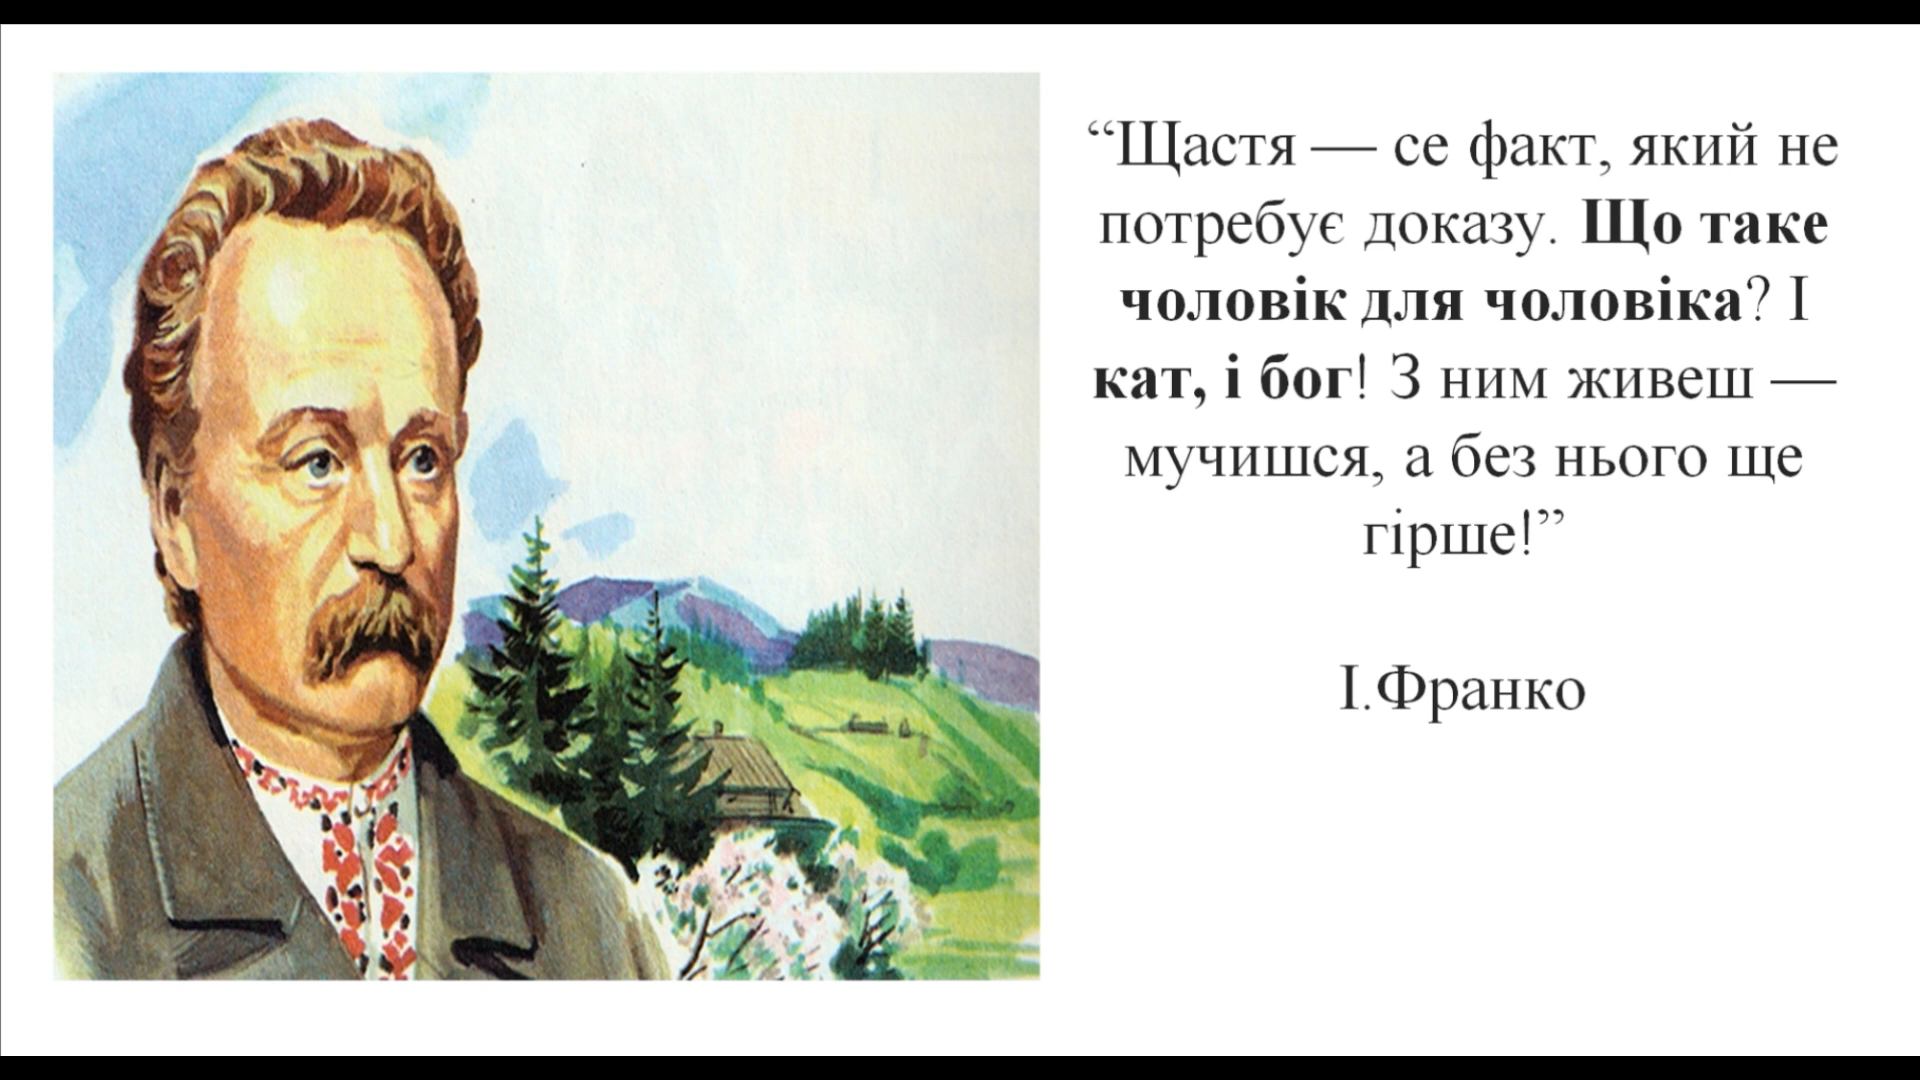 “Щастя — се факт, який не
потребує доказу. Що таке
чоловік для чоловіка? І
кат, і бог! З ним живеш —
мучишся, а без нього ще
гірше!”
І.Франко